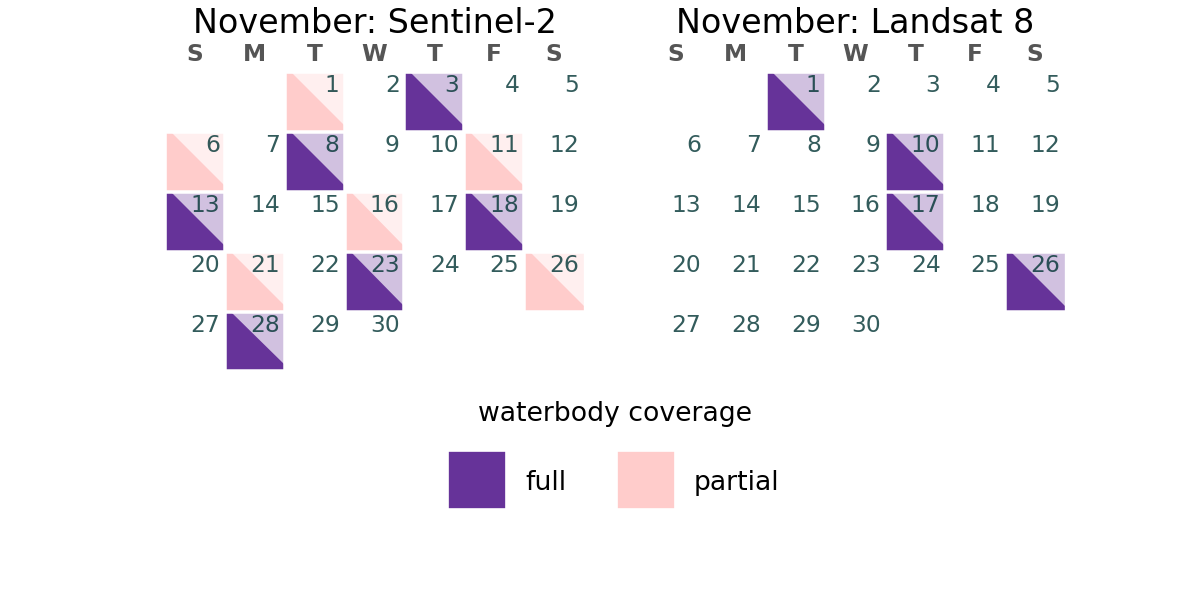 November: Sentinel-2
S M T W T F S
1 2 3 4 5
6 7 8 9 10 11 12
13 14 15 16 17 18 19
20 21 22 23 24 25 26
27 28 29 30
November: Landsat 8
S M T W T F S
1 2 3 4 5
6 7 8 9 10 11 12
13 14 15 16 17 18 19
20 21 22 23 24 25 26
27 28 29 30
waterbody coverage
full
partial